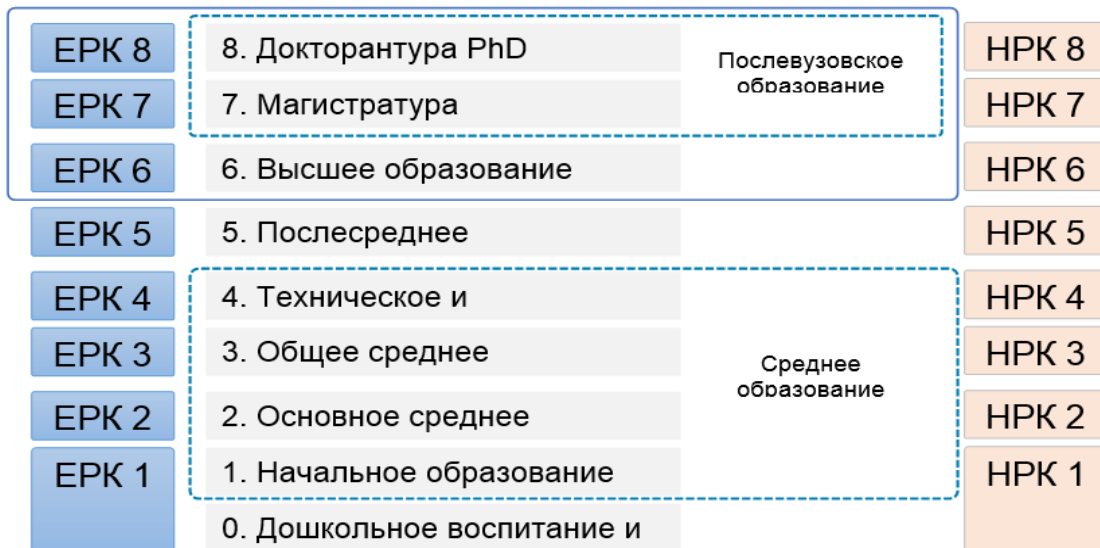 ЕРК 8 8. Докторантура PhD НРК 8
Послевузовское
образование
ЕРК 7 7. Магистратура НРК 7
ЕРК 6 6. Высшее образование НРК 6
ЕРК 5 5. Послесреднее НРК 5
ЕРК 4 4. Техническое и НРК 4
ЕРК 3 3. Общее среднее НРК 3
Среднее
образование
ЕРК 2 2. Основное среднее НРК 2
ЕРК 1 1. Начальное образование НРК 1
0. Дошкольное воспитание и